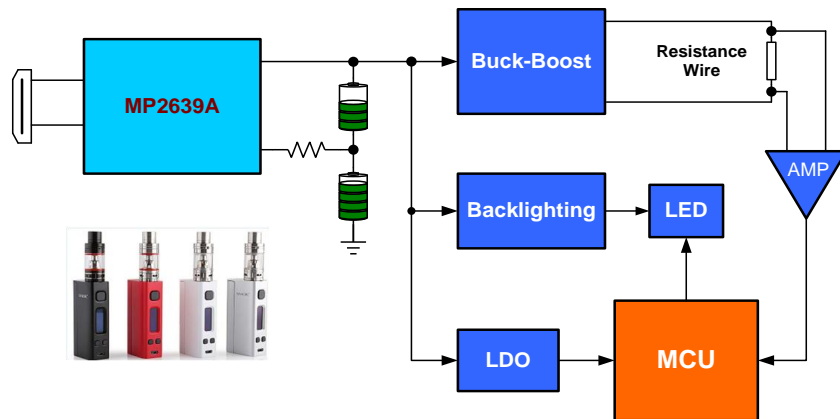 Buck-Boost
Resistance
Wire
MP2639A
AMP
Backlighting
LED
LDO
MCU